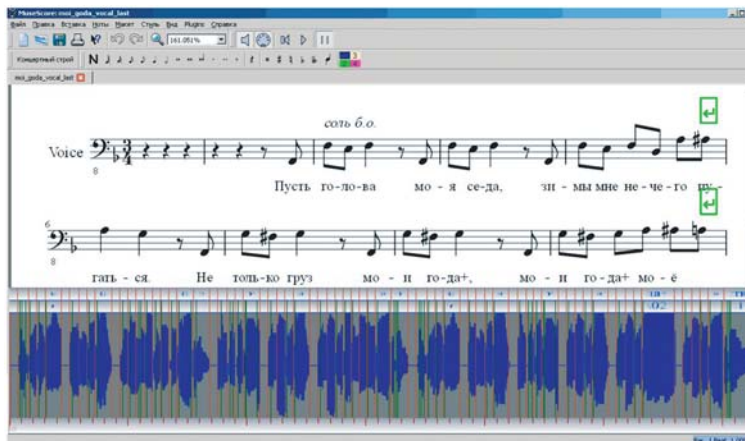 MuseScore: moi_goda_vocal_last
Файл Правка Вставка Ноты Макет Стиль Вид Plugins Справка
161.051%
Концертный строй
moi_goda_vocal_last
соль б.о.
Voice
Пусть го-ло-ва мо - я се-да, зи - мы мне не - че - го пу -
6
гать - ся. Не толь-ко груз мо - и го-да+, мо - и го - да+ мо - ё